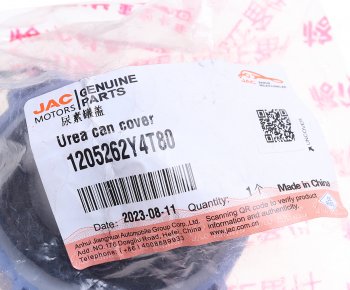 JAC
MOTORS
GENUINE
PARTS
尿素罐盖
Urea can cover
1205262Y4T80
UNCOVER
Date: 2023-08-11
Quantity: 1个
Made in China
Scanning QR code to verify product
information and authenticity.
www.jac.com.cn
Anhui Jianghuai Automobile Group Corp., Ltd.
Add NO.176 Dongliu Road, Hefei China